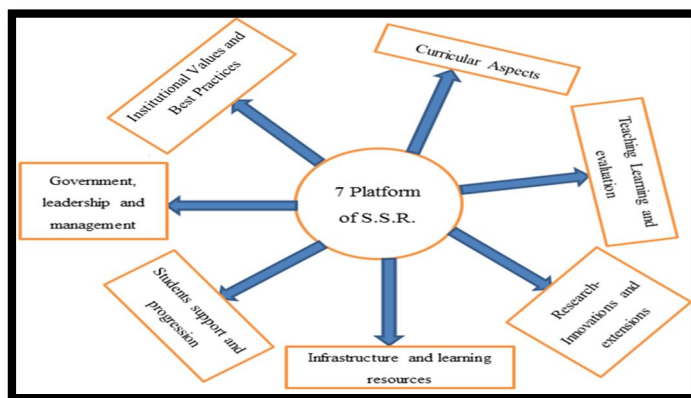 7 Platform
of S.S.R.
Curricular Aspects
Teaching Learning and
evaluation
Research-
Innovations and
extensions
Infrastructure and learning
resources
Students support and
progression
Government,
leadership and
management
Institutional Values and
Best Practices